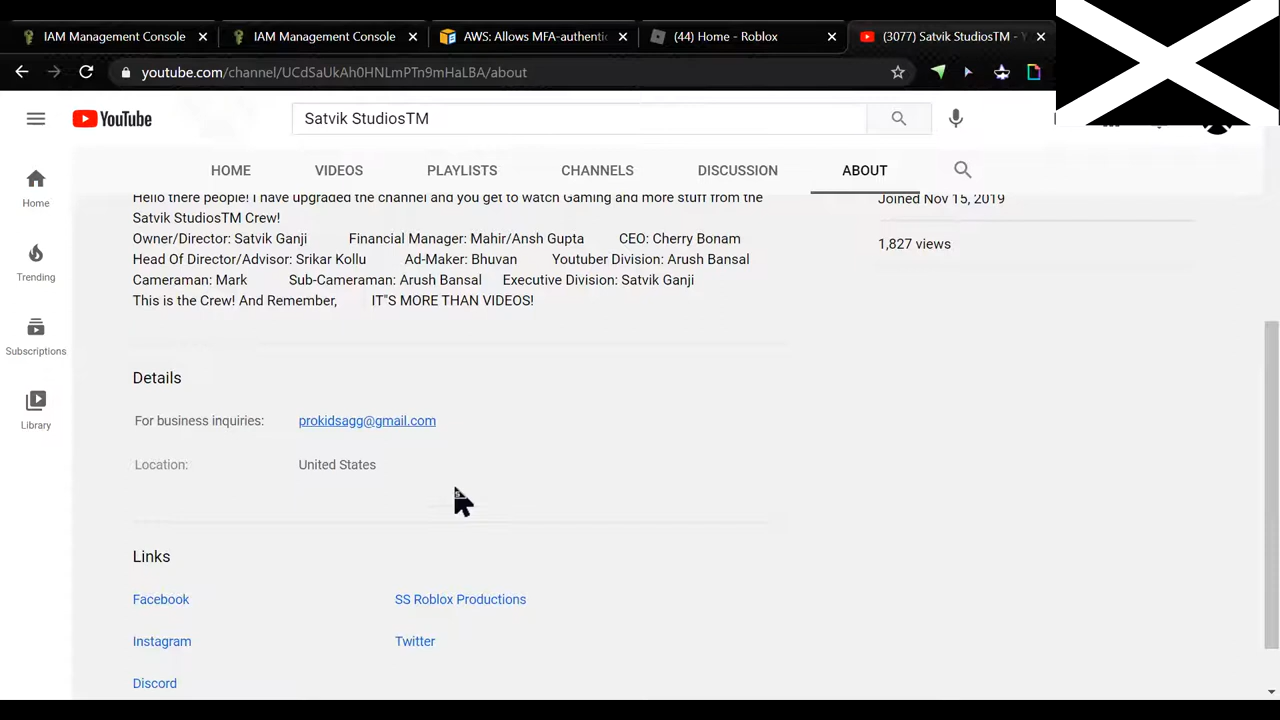 IAM Management Console
IAM Management Console
AWS: Allows MFA-authentic
(44) Home - Roblox
(3077) Satvik StudiosTM - Y
youtube.com/channel/UCdSaUkAh0HNLmPTn9mHaLBA/about
YouTube
Satvik StudiosTM
HOME
VIDEOS
PLAYLISTS
CHANNELS
DISCUSSION
ABOUT
Home
Trending
Subscriptions
Library
Hello there people! I have upgraded the channel and you get to watch Gaming and more stuff from the
Satvik StudiosTM Crew!
Owner/Director: Satvik Ganji Financial Manager: Mahir/Ansh Gupta CEO: Cherry Bonam
Head Of Director/Advisor: Srikar Kollu Ad-Maker: Bhuvan Youtuber Division: Arush Bansal
Cameraman: Mark Sub-Cameraman: Arush Bansal Executive Division: Satvik Ganji
This is the Crew! And Remember, IT"S MORE THAN VIDEOS!
Joined Nov 15, 2019
1,827 views
Details
For business inquiries: prokidsagg@gmail.com
Location: United States
Links
Facebook SS Roblox Productions
Instagram Twitter
Discord